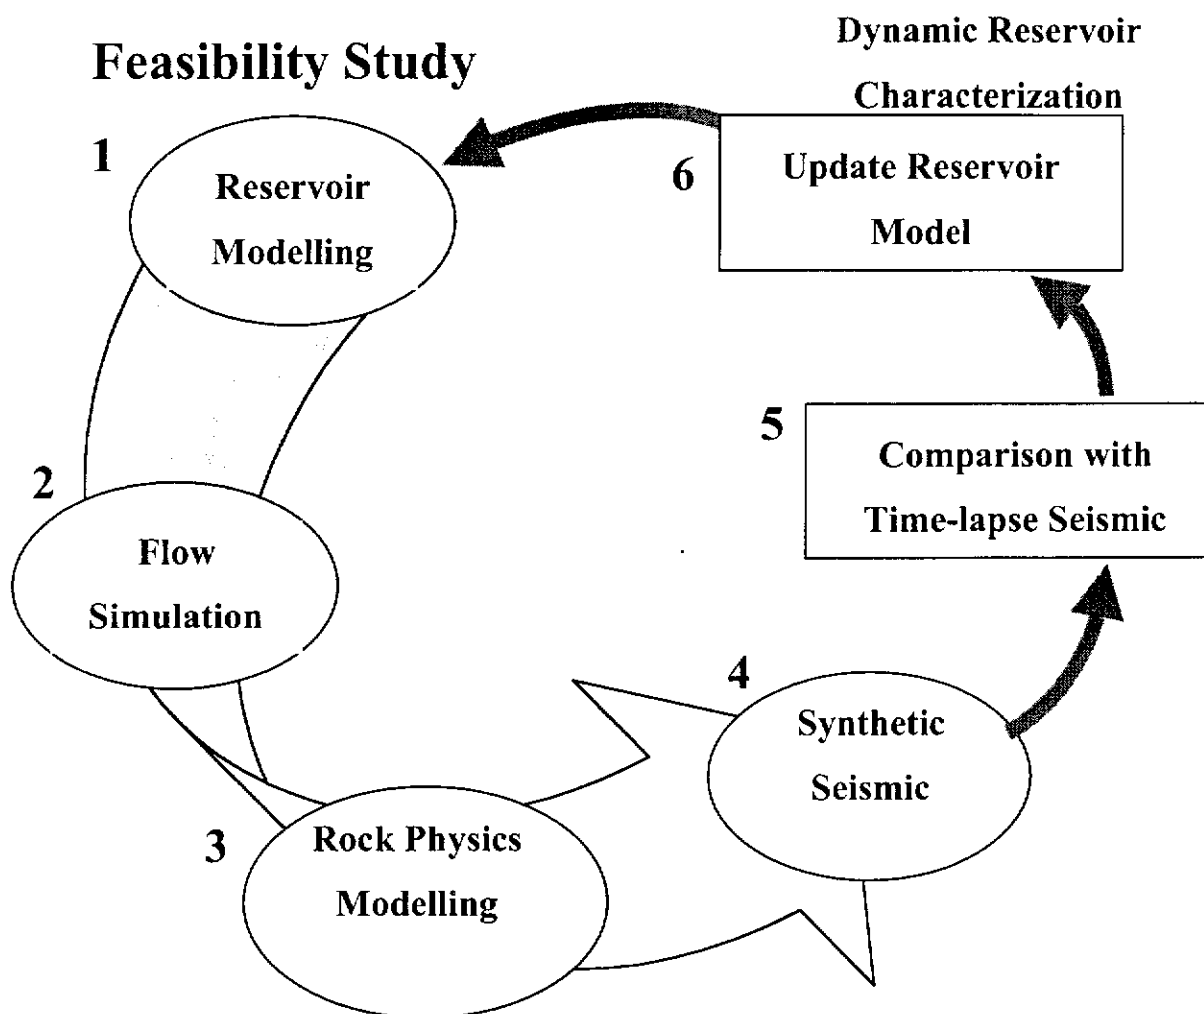 Feasibility Study
Dynamic Reservoir
Characterization
1
Reservoir
Modelling
2
Flow
Simulation
3
Rock Physics
Modelling
4
Synthetic
Seismic
5
Comparison with
Time-lapse Seismic
6
Update Reservoir
Model